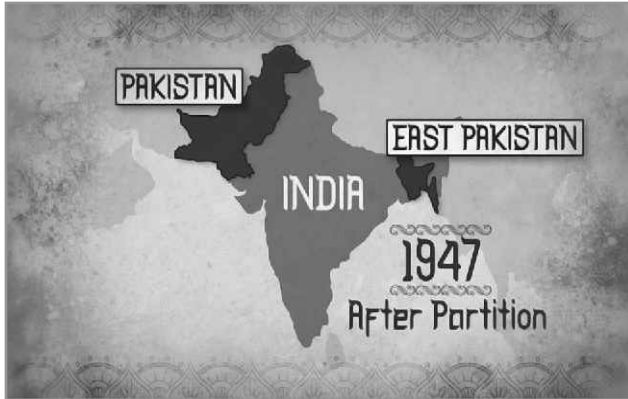 PAKISTAN
EAST PAKISTAN
INDIA
1947
After Partition